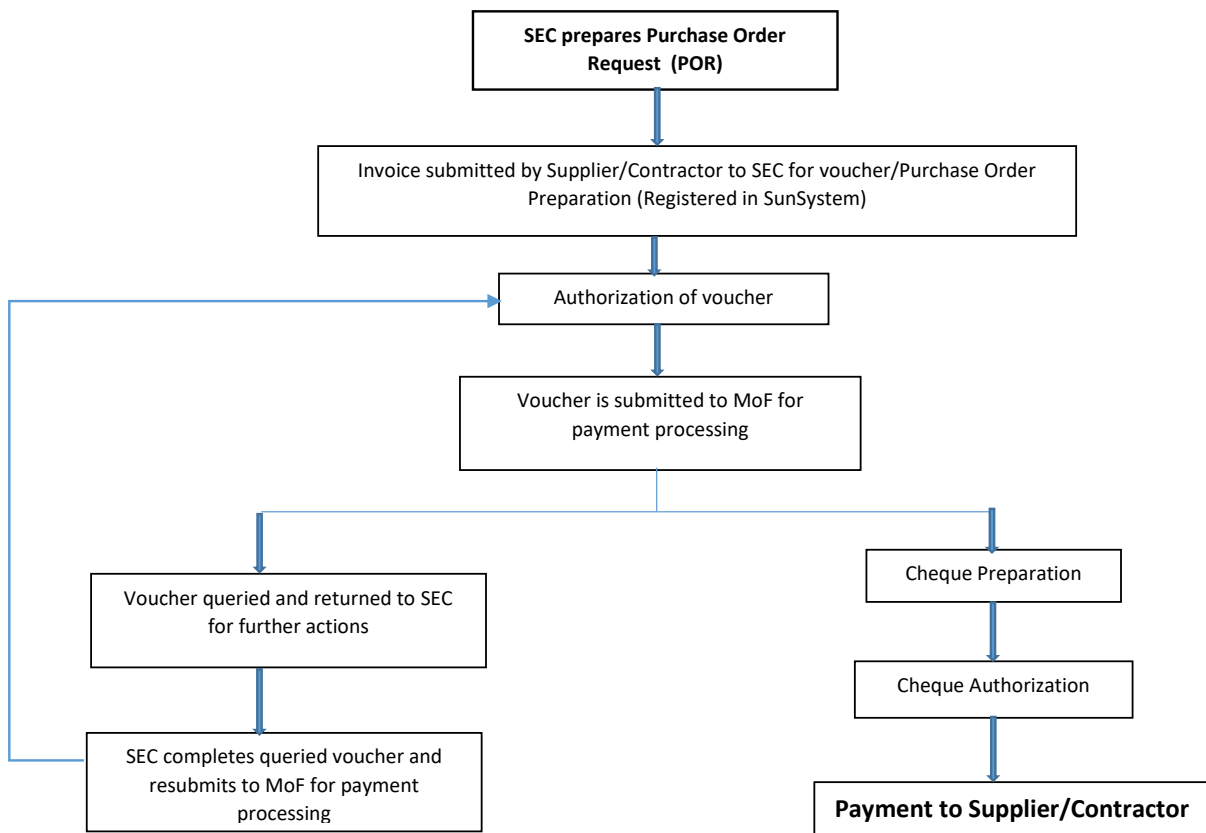 SEC prepares Purchase Order
Request (POR)
Invoice submitted by Supplier/Contractor to SEC for voucher/Purchase Order
Preparation (Registered in SunSystem)
Authorization of voucher
Voucher is submitted to MoF for
payment processing
Voucher queried and returned to SEC
for further actions
SEC completes queried voucher and
resubmits to MoF for payment
processing
Cheque Preparation
Cheque Authorization
Payment to Supplier/Contractor